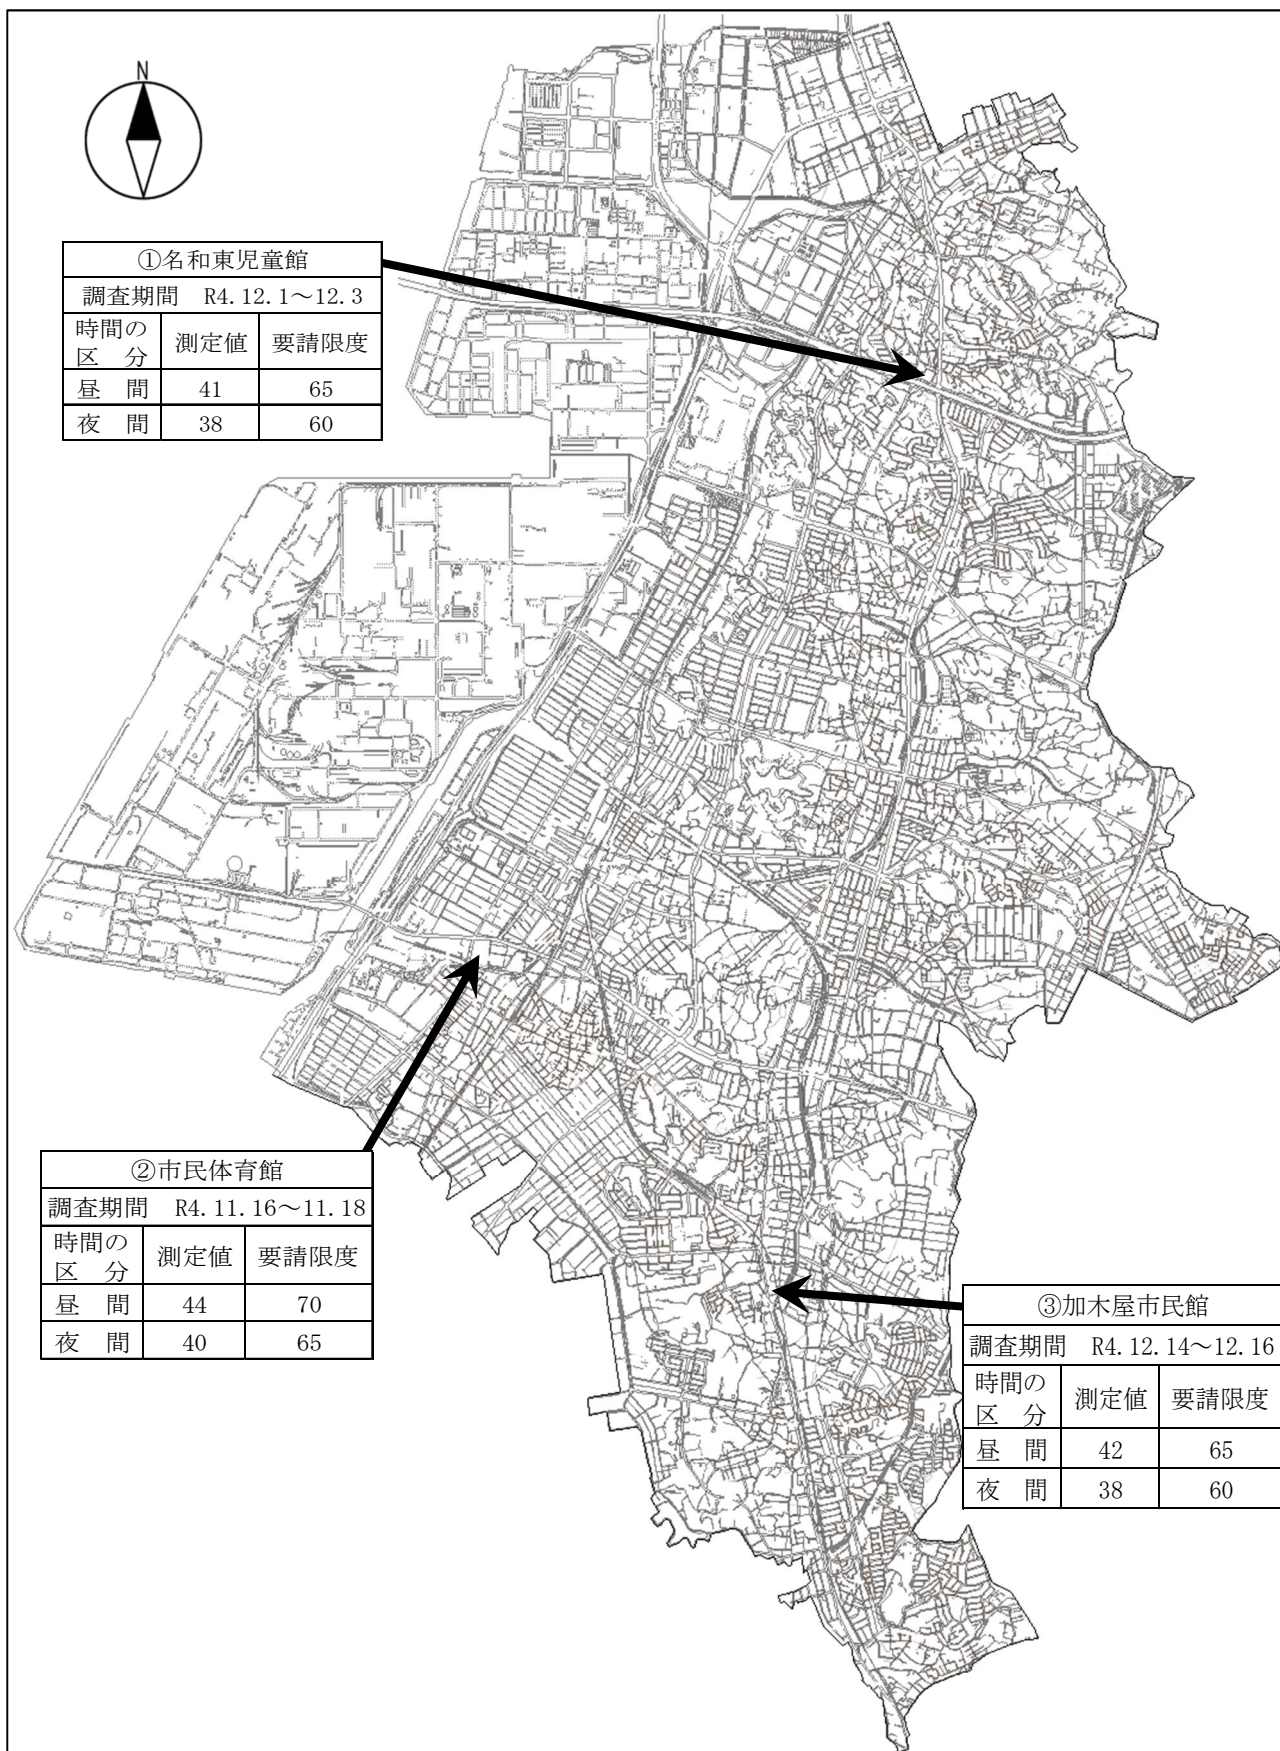 N
①名和東児童館
調査期間 R4.12.1～12.3
時間の区分 測定値 要請限度
昼間 41 65
夜間 38 60
②市民体育館
調査期間 R4.11.16～11.18
時間の区分 測定値 要請限度
昼間 44 70
夜間 40 65
③加木屋市民館
調査期間 R4.12.14～12.16
時間の区分 測定値 要請限度
昼間 42 65
夜間 38 60